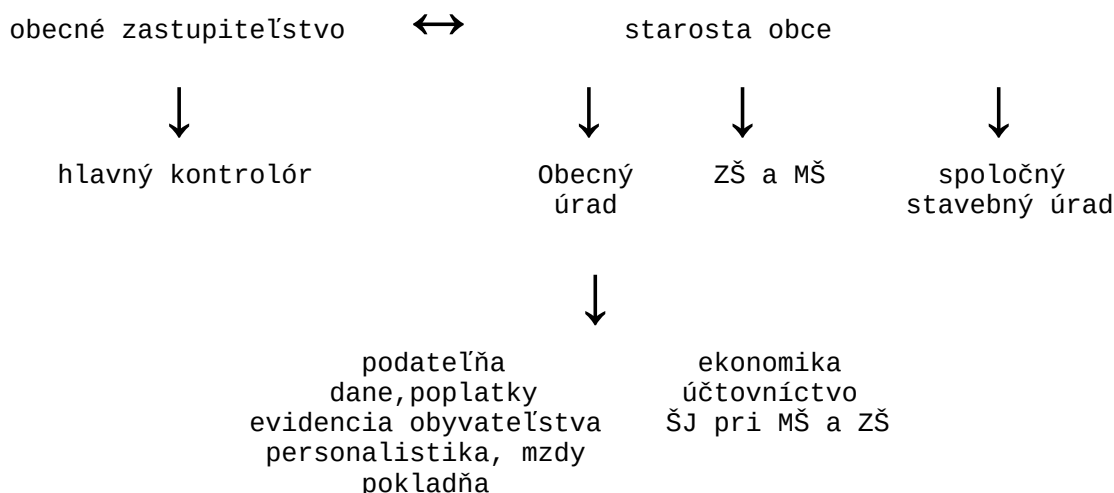 obecné zastupiteľstvo ↔ starosta obce
↓ ↓ ↓ ↓
hlavný kontrolór Obecný ZŠ a MŠ spoločný
úrad stavebný úrad
↓
podateľňa ekonomika
dane,poplatky účtovníctvo
evidencia obyvateľstva ŠJ pri MŠ a ZŠ
personalistika, mzdy
pokladňa